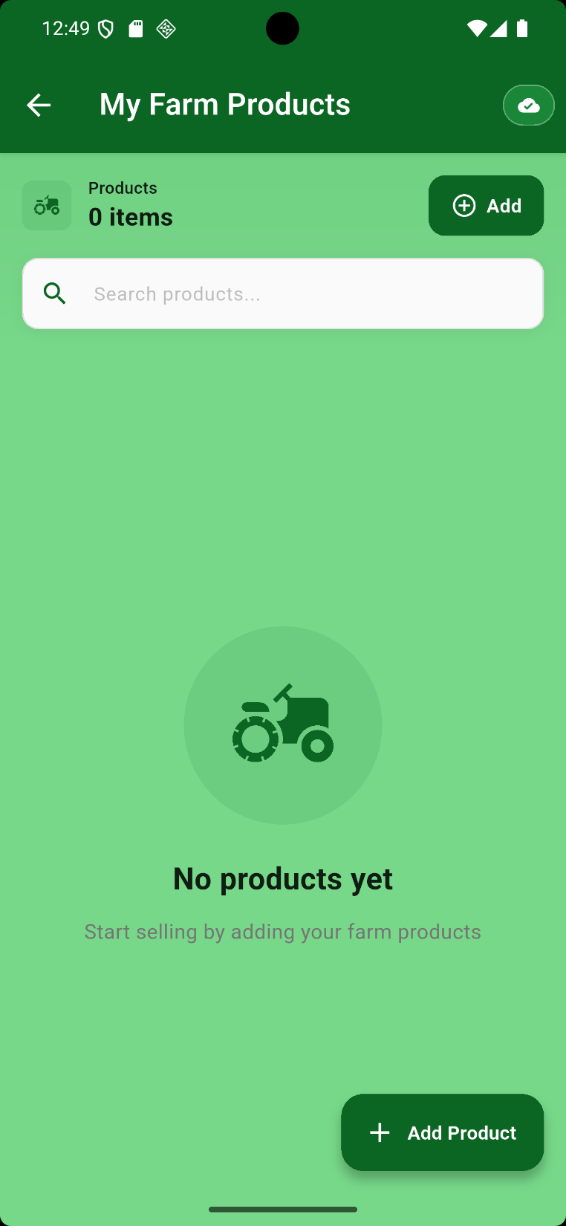 12:49
My Farm Products
Products
0 items
Add
Search products...
No products yet
Start selling by adding your farm products
Add Product